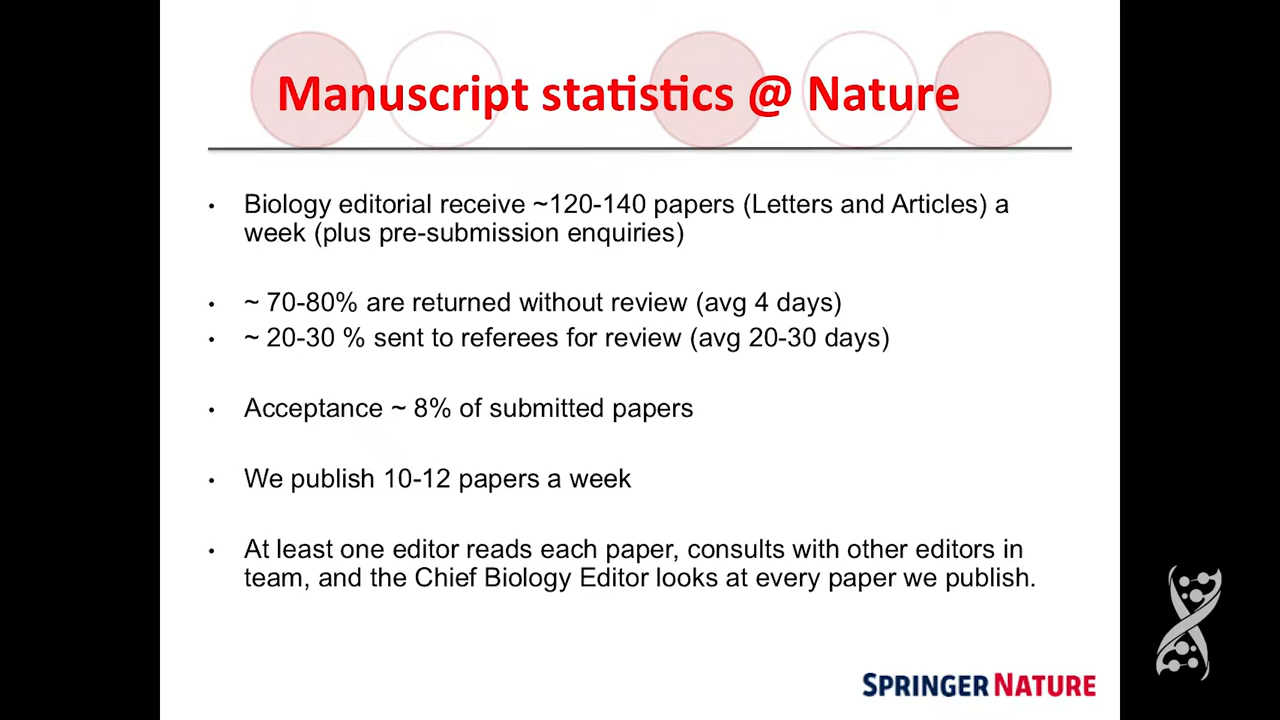 Manuscript statistics @ Nature
• Biology editorial receive ~120-140 papers (Letters and Articles) a
week (plus pre-submission enquiries)
• ~ 70-80% are returned without review (avg 4 days)
• ~ 20-30 % sent to referees for review (avg 20-30 days)
• Acceptance ~ 8% of submitted papers
• We publish 10-12 papers a week
• At least one editor reads each paper, consults with other editors in
team, and the Chief Biology Editor looks at every paper we publish.
SPRINGER NATURE